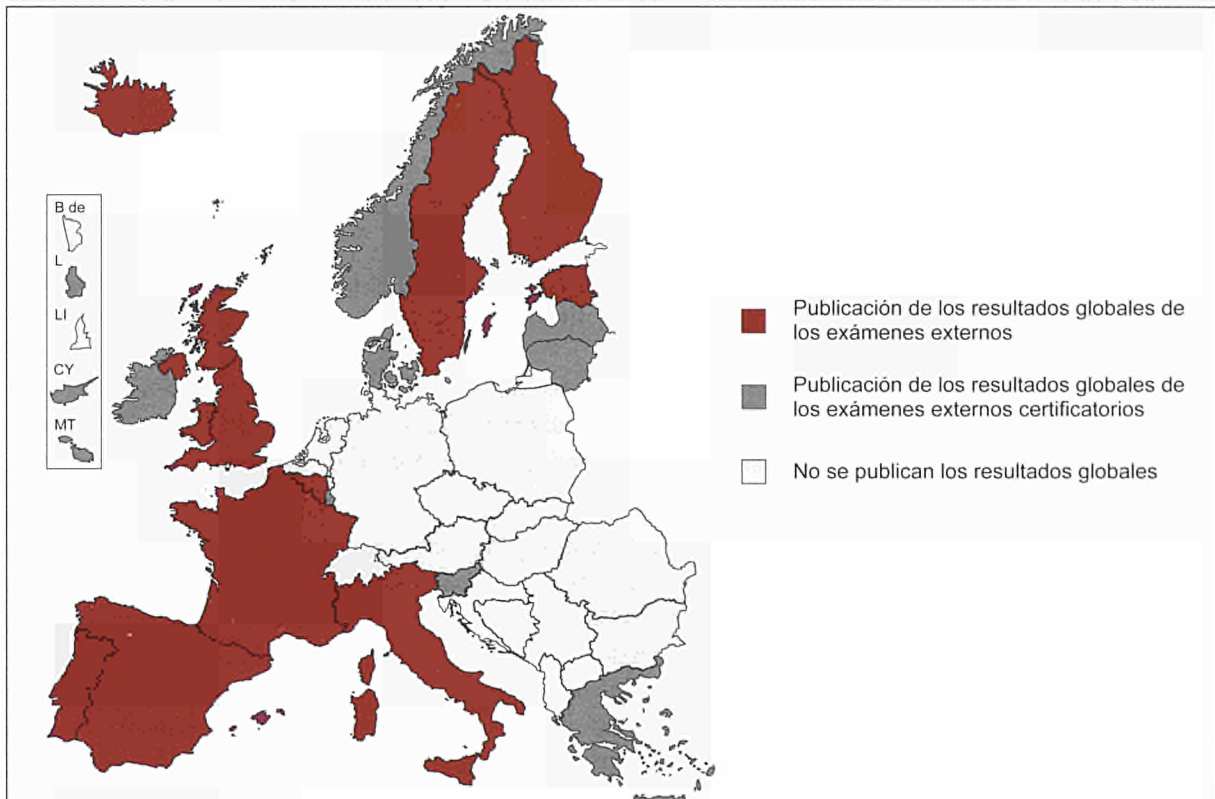 B de
L
LI
CY
MT
Publicación de los resultados globales de
los exámenes externos
Publicación de los resultados globales de
los exámenes externos certificatorios
No se publican los resultados globales